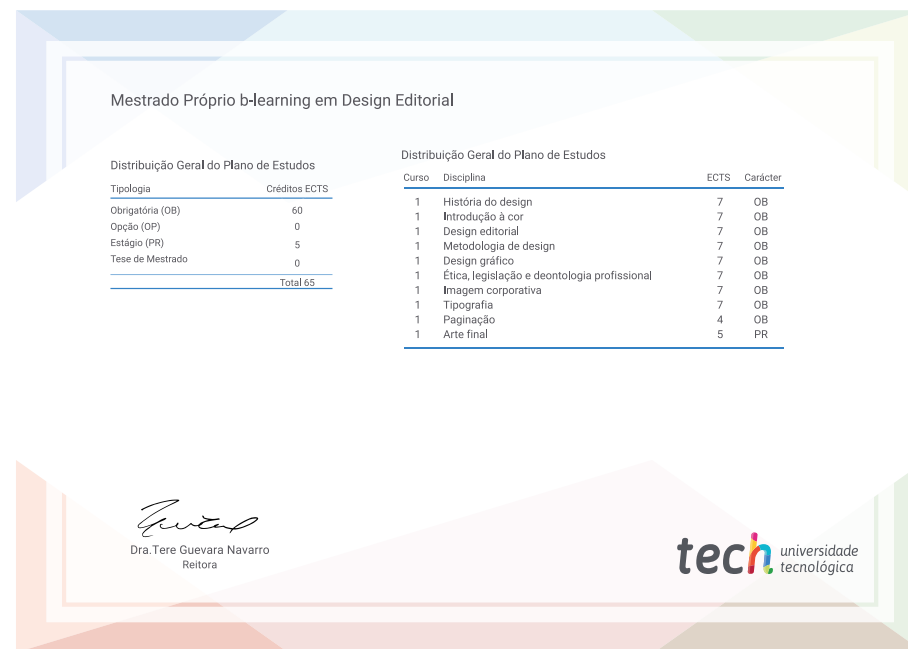 Mestrado Próprio b-learning em Design Editorial
Distribuição Geral do Plano de Estudos
Tipologia Créditos ECTS
Obrigatória (OB) 60
Opção (OP) 0
Estágio (PR) 5
Tese de Mestrado 0
Total 65
Distribuição Geral do Plano de Estudos
Curso Disciplina ECTS Carácter
1 História do design 7 OB
1 Introdução à cor 7 OB
1 Design editorial 7 OB
1 Metodologia de design 7 OB
1 Design gráfico 7 OB
1 Ética, legislação e deontologia profissional 7 OB
1 Imagem corporativa 7 OB
1 Tipografia 7 OB
1 Paginação 4 OB
1 Arte final 5 PR
Dra.Tere Guevara Navarro
Reitora
tech universidade
tecnológica